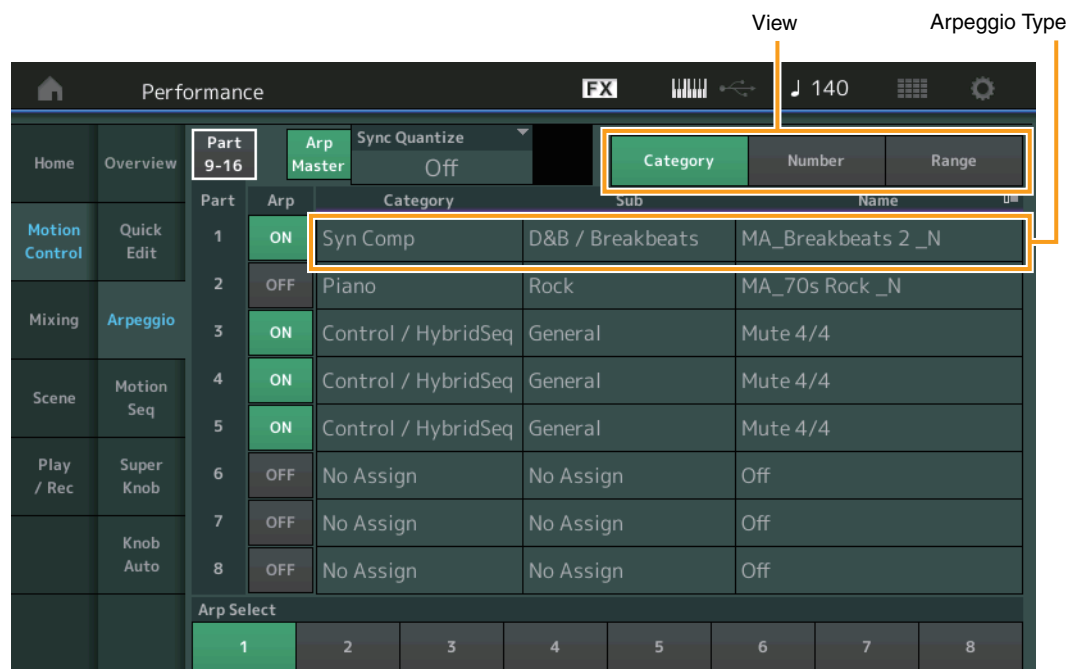 View
Arpeggio Type
Performance
FX
140
Home
Overview
Part
9-16
Arp
Master
Sync Quantize
Off
Category
Number
Range
Part
Arp
Category
Sub
Name
Motion
Control
Quick
Edit
1
ON
Syn Comp
D&B / Breakbeats
MA_Breakbeats 2 _N
2
OFF
Piano
Rock
MA_70s Rock _N
Mixing
Arpeggio
3
ON
Control / HybridSeq
General
Mute 4/4
Scene
Motion
Seq
4
ON
Control / HybridSeq
General
Mute 4/4
5
ON
Control / HybridSeq
General
Mute 4/4
Play
/ Rec
Super
Knob
6
OFF
No Assign
No Assign
Off
7
OFF
No Assign
No Assign
Off
Knob
Auto
8
OFF
No Assign
No Assign
Off
Arp Select
1
2
3
4
5
6
7
8